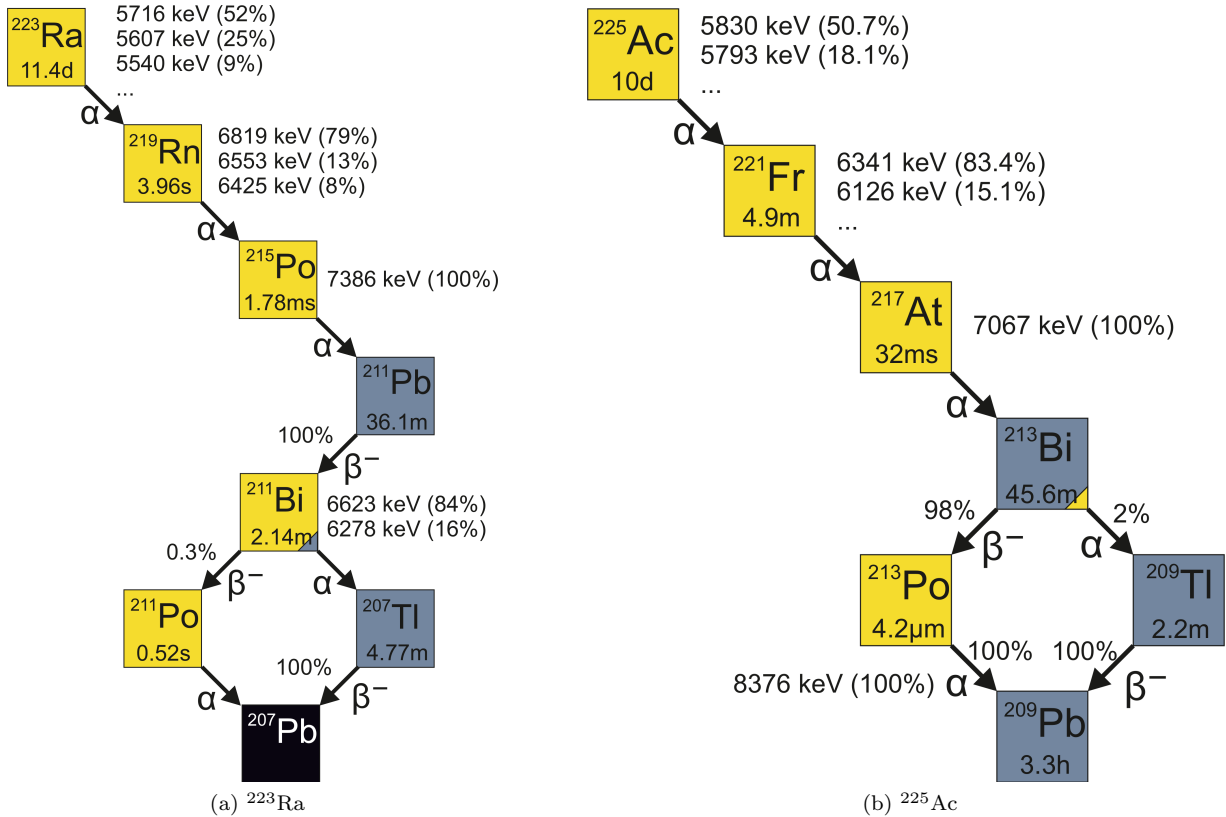 ²²³Ra
11.4d
5716 keV (52%)
5607 keV (25%)
5540 keV (9%)
...
α
²¹⁹Rn
3.96s
6819 keV (79%)
6553 keV (13%)
6425 keV (8%)
α
²¹⁵Po
1.78ms
7386 keV (100%)
α
²¹¹Pb
36.1m
100%
β⁻
²¹¹Bi
2.14m
6623 keV (84%)
6278 keV (16%)
0.3%
β⁻
α
²¹¹Po
0.52s
²⁰⁷Tl
4.77m
α
100%
β⁻
²⁰⁷Pb
(a) ²²³Ra
²²⁵Ac
10d
5830 keV (50.7%)
5793 keV (18.1%)
...
α
²²¹Fr
4.9m
6341 keV (83.4%)
6126 keV (15.1%)
...
α
²¹⁷At
32ms
7067 keV (100%)
α
²¹³Bi
45.6m
98%
β⁻
2%
α
²¹³Po
4.2μm
²⁰⁹Tl
2.2m
100%
100%
8376 keV (100%)
α
β⁻
²⁰⁹Pb
3.3h
(b) ²²⁵Ac